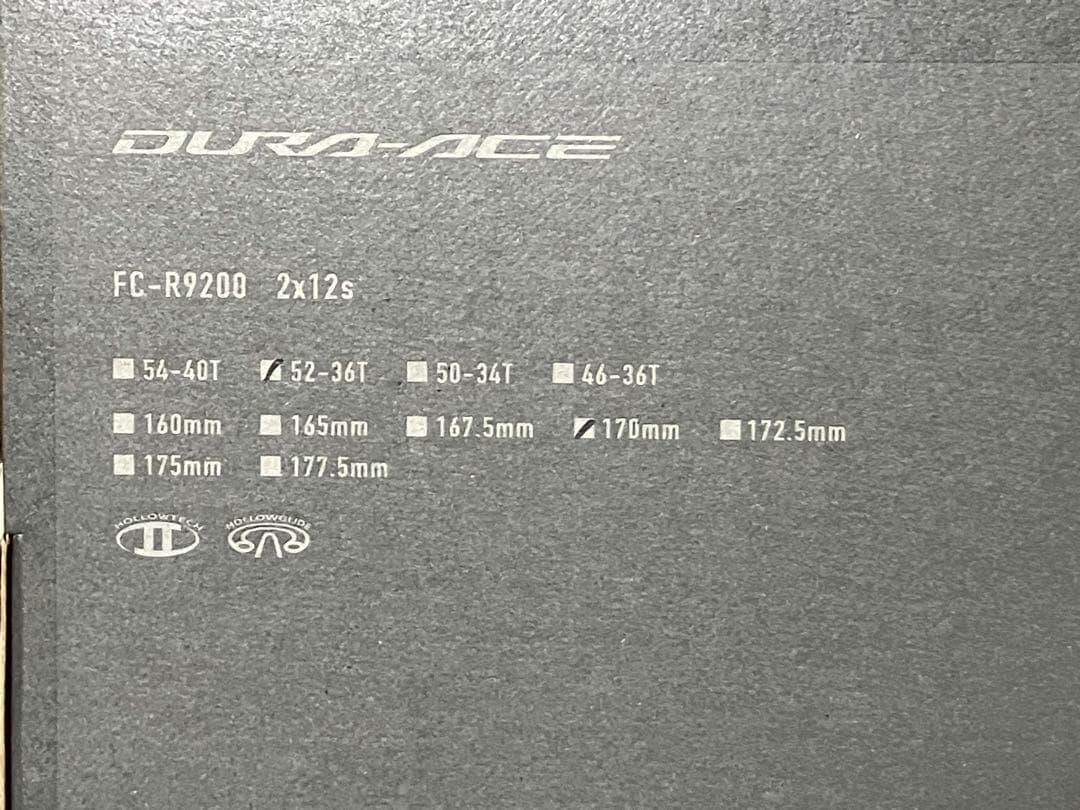 DURA-ACE
FC-R9200 2x12s
54-40T 52-36T 50-34T 46-36T
160mm 165mm 167.5mm 170mm 172.5mm
175mm 177.5mm
HOLLOWTECH HOLLOWGLIDE
II